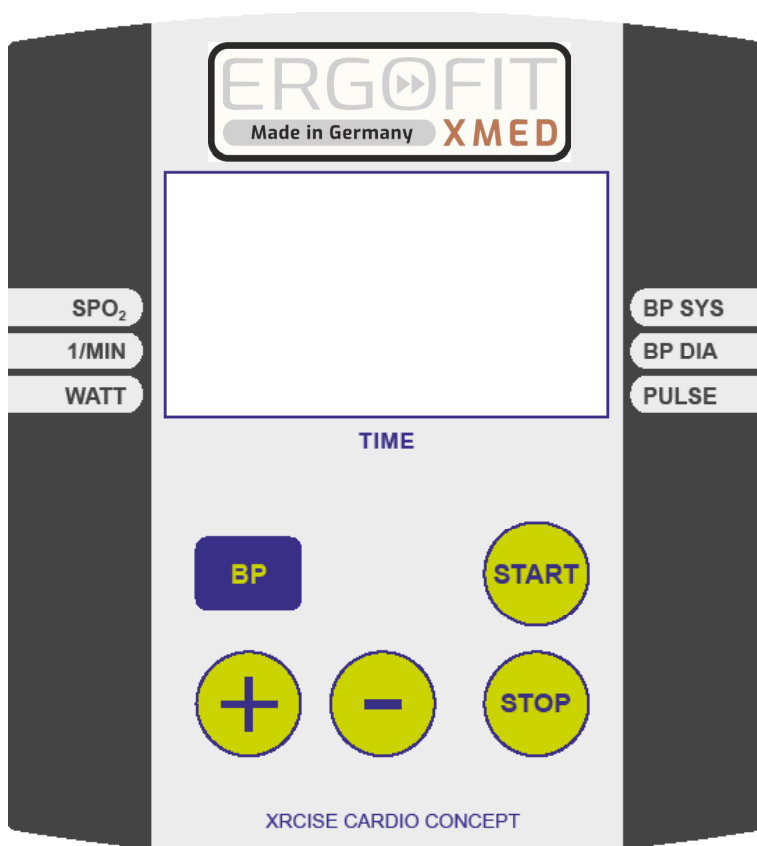 ERGOFIT
Made in Germany XMED
SPO₂
1/MIN
WATT
BP SYS
BP DIA
PULSE
TIME
BP
START
+
-
STOP
XRCISE CARDIO CONCEPT